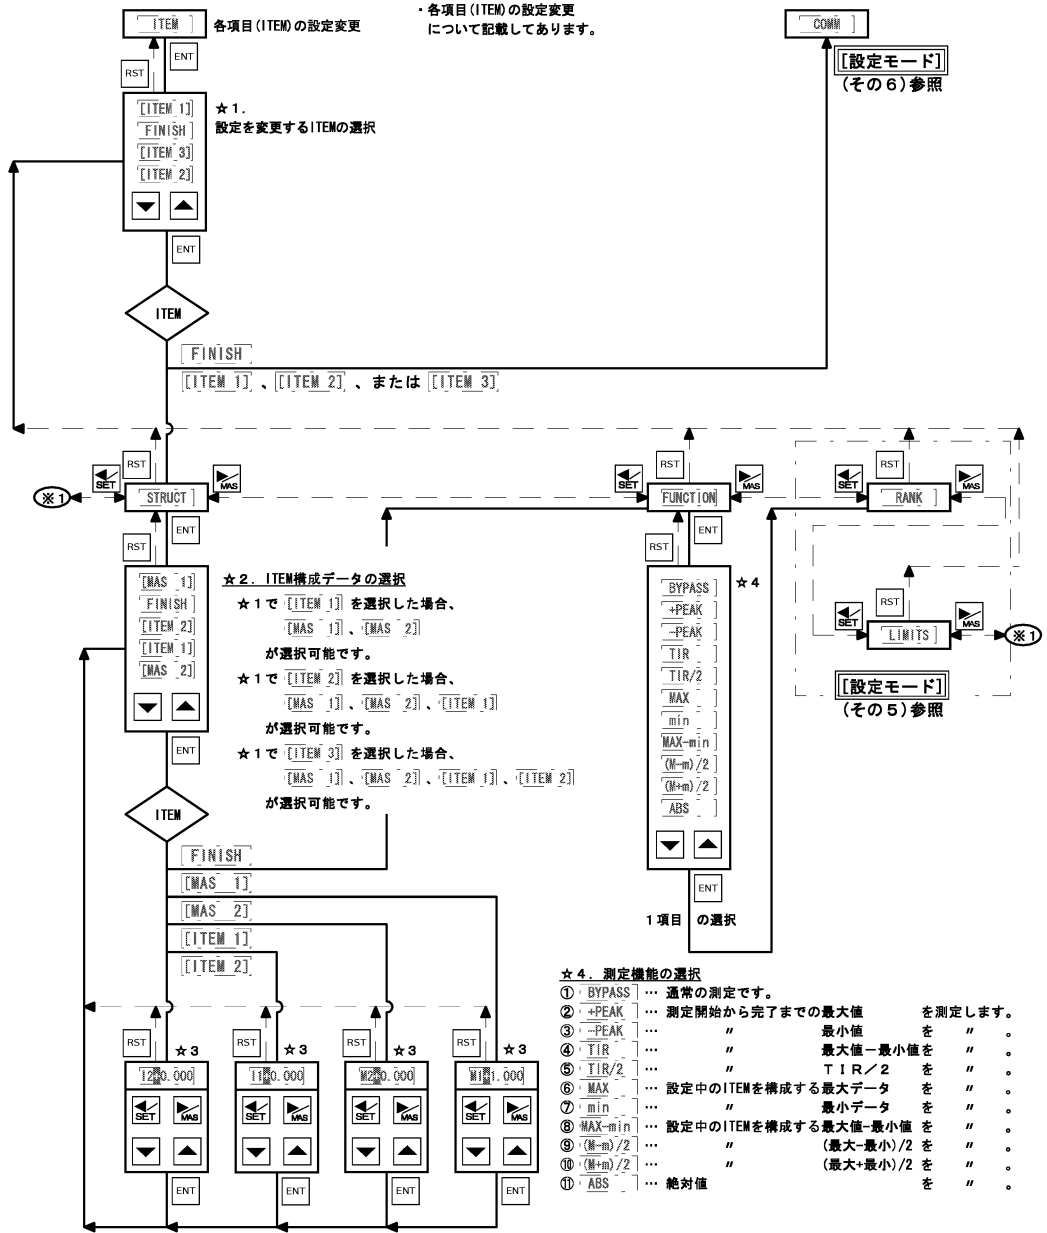 ITEM
各項目(ITEM)の設定変更
・各項目(ITEM)の設定変更
について記載してあります。
COMM
ENT
RST
[設定モード]
(その6)参照
[ITEM 1]
FINISH
[ITEM 3]
[ITEM 2]
☆1.
設定を変更するITEMの選択
▼ ▲
ENT
ITEM
FINISH
[ITEM 1]、[ITEM 2]、または[ITEM 3]
RST RST RST
◀/SET ▶/MAS ◀/SET ▶/MAS ◀/SET ▶/MAS
※1 STRUCT FUNCTION RANK
ENT ENT
RST RST
[MAS 1]
FINISH
[ITEM 2]
[ITEM 1]
[MAS 2]
▼ ▲
ENT
ITEM
☆2. ITEM構成データの選択
☆1で [ITEM 1] を選択した場合、
[MAS 1]、[MAS 2]
が選択可能です。
☆1で [ITEM 2] を選択した場合、
[MAS 1]、[MAS 2]、[ITEM 1]
が選択可能です。
☆1で [ITEM 3] を選択した場合、
[MAS 1]、[MAS 2]、[ITEM 1]、[ITEM 2]
が選択可能です。
☆4
BYPASS
+PEAK
-PEAK
TIR
TIR/2
MAX
min
MAX-min
(M-m)/2
(M+m)/2
ABS
▼ ▲
ENT
1項目 の選択
RST
◀/SET ▶/MAS
LIMITS ※1
[設定モード]
(その5)参照
FINISH
[MAS 1]
[MAS 2]
[ITEM 1]
[ITEM 2]
RST ☆3 RST ☆3 RST ☆3 RST ☆3
I2 0.000 I1 0.000 M2 0.000 M1 1.000
◀/SET ▶/MAS ◀/SET ▶/MAS ◀/SET ▶/MAS ◀/SET ▶/MAS
▼ ▲ ▼ ▲ ▼ ▲ ▼ ▲
ENT ENT ENT ENT
☆4. 測定機能の選択
① BYPASS … 通常の測定です。
② +PEAK … 測定開始から完了までの最大値 を測定します。
③ -PEAK … 〃 最小値 を 〃 。
④ TIR … 〃 最大値－最小値を 〃 。
⑤ TIR/2 … 〃 TIR/2 を 〃 。
⑥ MAX … 設定中のITEMを構成する最大データ を 〃 。
⑦ min … 〃 最小データ を 〃 。
⑧ MAX-min … 設定中のITEMを構成する最大値-最小値 を 〃 。
⑨ (M-m)/2 … 〃 (最大-最小)/2 を 〃 。
⑩ (M+m)/2 … 〃 (最大+最小)/2 を 〃 。
⑪ ABS … 絶対値 を 〃 。